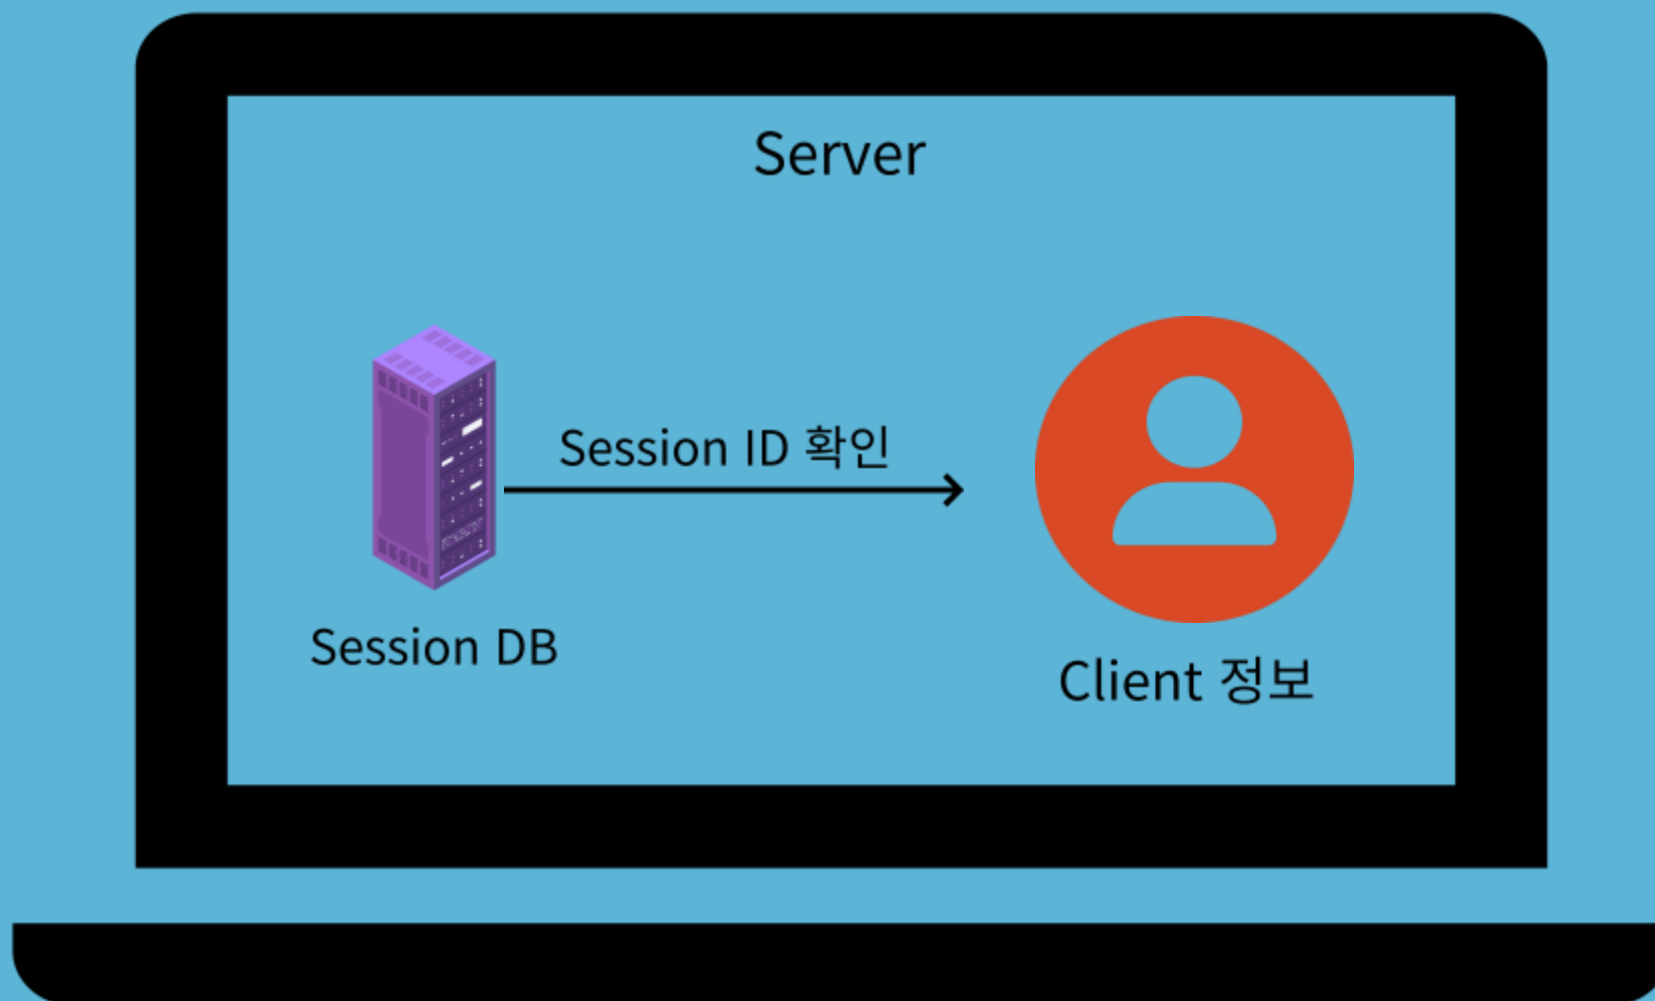 Server
Session ID 확인
Session DB
Client 정보